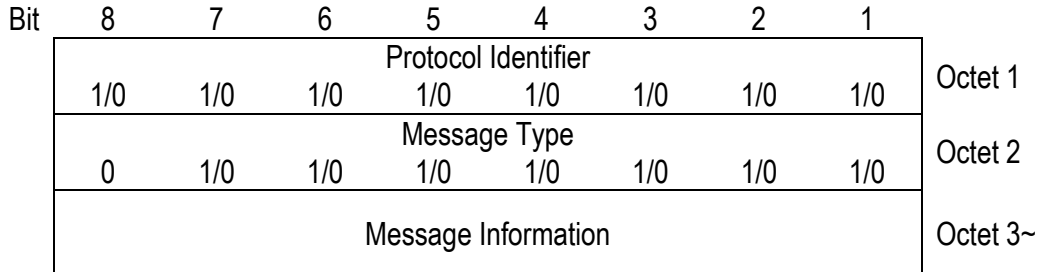 Bit 8 7 6 5 4 3 2 1
Protocol Identifier
1/0 1/0 1/0 1/0 1/0 1/0 1/0 1/0
Octet 1
Message Type
0 1/0 1/0 1/0 1/0 1/0 1/0 1/0
Octet 2
Message Information
Octet 3~